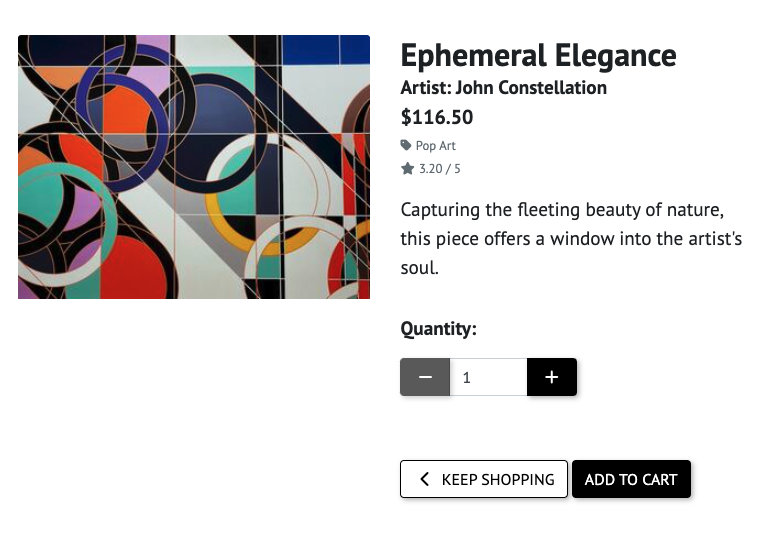 Ephemeral Elegance
Artist: John Constellation
$116.50
Pop Art
3.20 / 5
Capturing the fleeting beauty of nature,
this piece offers a window into the artist's
soul.
Quantity:
1
KEEP SHOPPING ADD TO CART